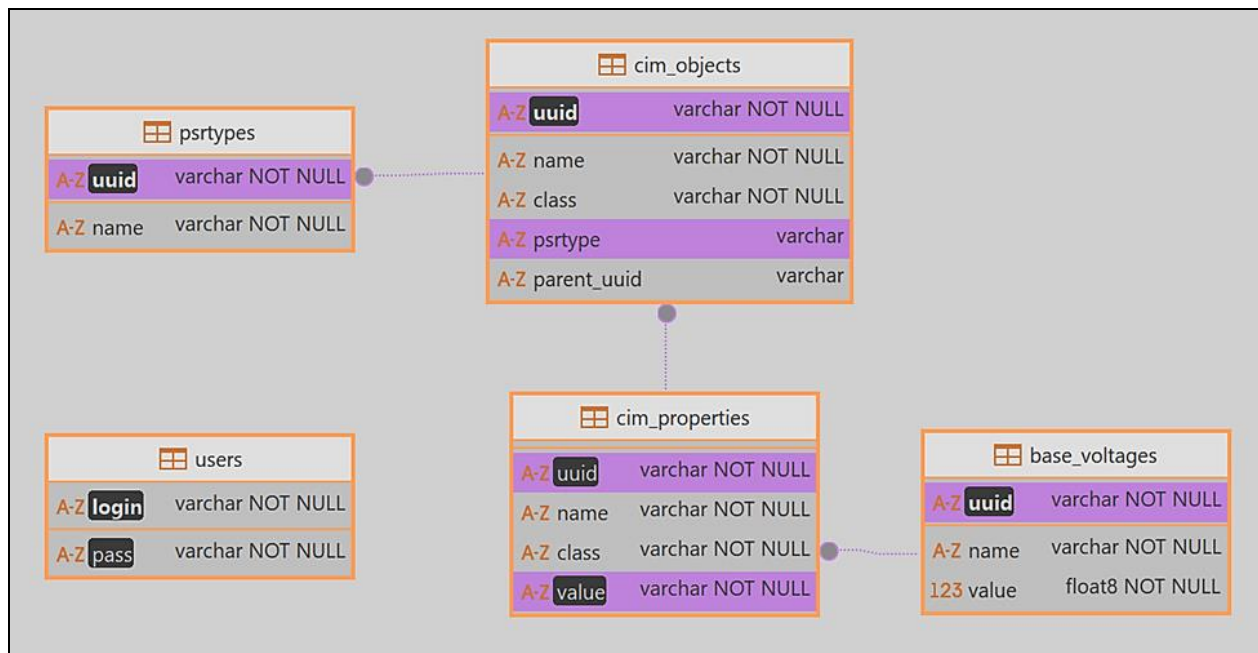 cim_objects
A-Z uuid varchar NOT NULL
A-Z name varchar NOT NULL
A-Z class varchar NOT NULL
A-Z psrtype varchar
A-Z parent_uuid varchar
psrtypes
A-Z uuid varchar NOT NULL
A-Z name varchar NOT NULL
cim_properties
A-Z uuid varchar NOT NULL
A-Z name varchar NOT NULL
A-Z class varchar NOT NULL
A-Z value varchar NOT NULL
users
A-Z login varchar NOT NULL
A-Z pass varchar NOT NULL
base_voltages
A-Z uuid varchar NOT NULL
A-Z name varchar NOT NULL
123 value float8 NOT NULL